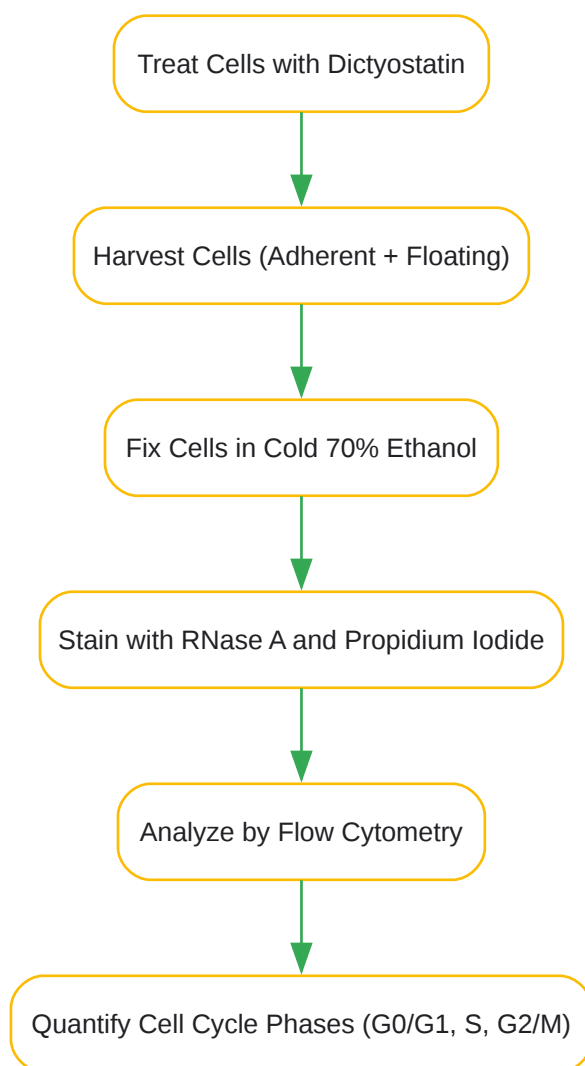 Treat Cells with Dictyostatin
Harvest Cells (Adherent + Floating)
Fix Cells in Cold 70% Ethanol
Stain with RNase A and Propidium Iodide
Analyze by Flow Cytometry
Quantify Cell Cycle Phases (G0/G1, S, G2/M)